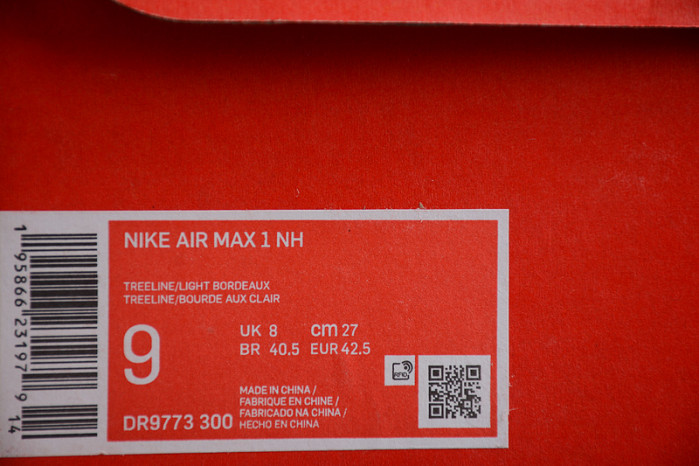 NIKE AIR MAX 1 NH
TREELINE/LIGHT BORDEAUX
TREELINE/BOURDE AUX CLAIR
9
UK 8 cm 27
BR 40.5 EUR 42.5
RFID
MADE IN CHINA /
FABRIQUE EN CHINE /
FABRICADO NA CHINA /
HECHO EN CHINA
DR9773 300
1 95866 23197 9 14